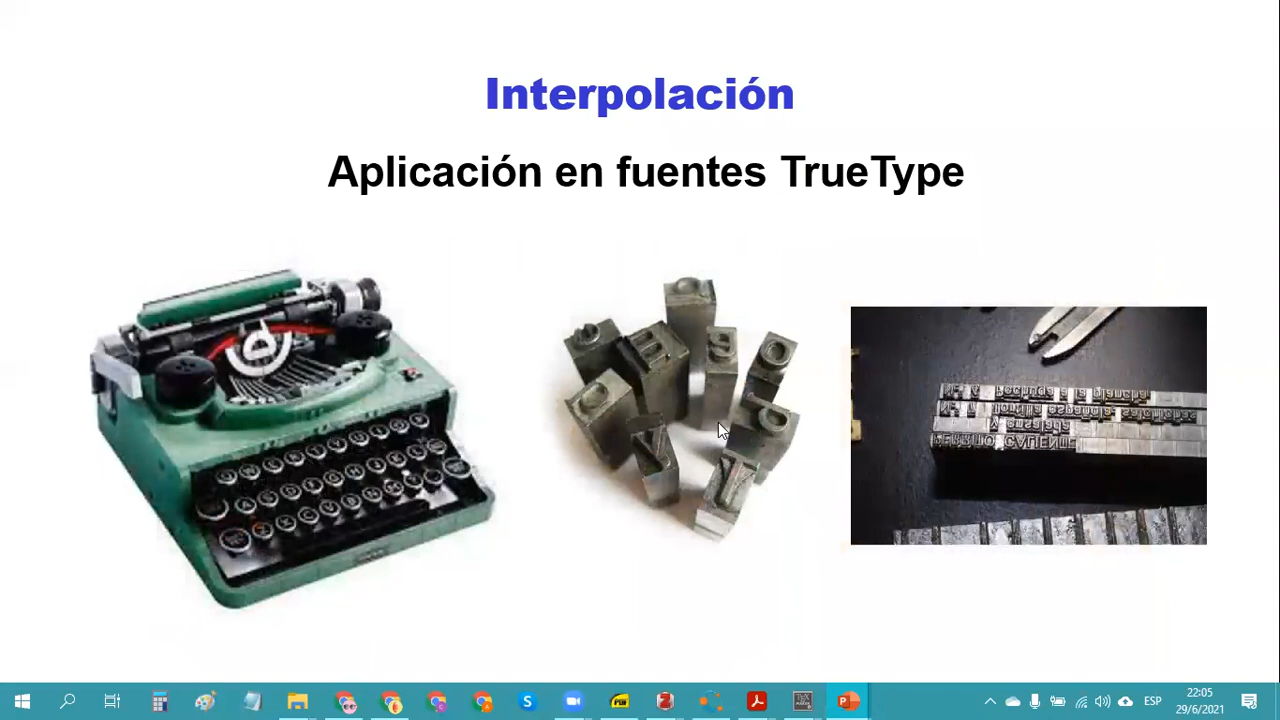 Interpolación
Aplicación en fuentes TrueType
ESP
22:05
29/6/2021